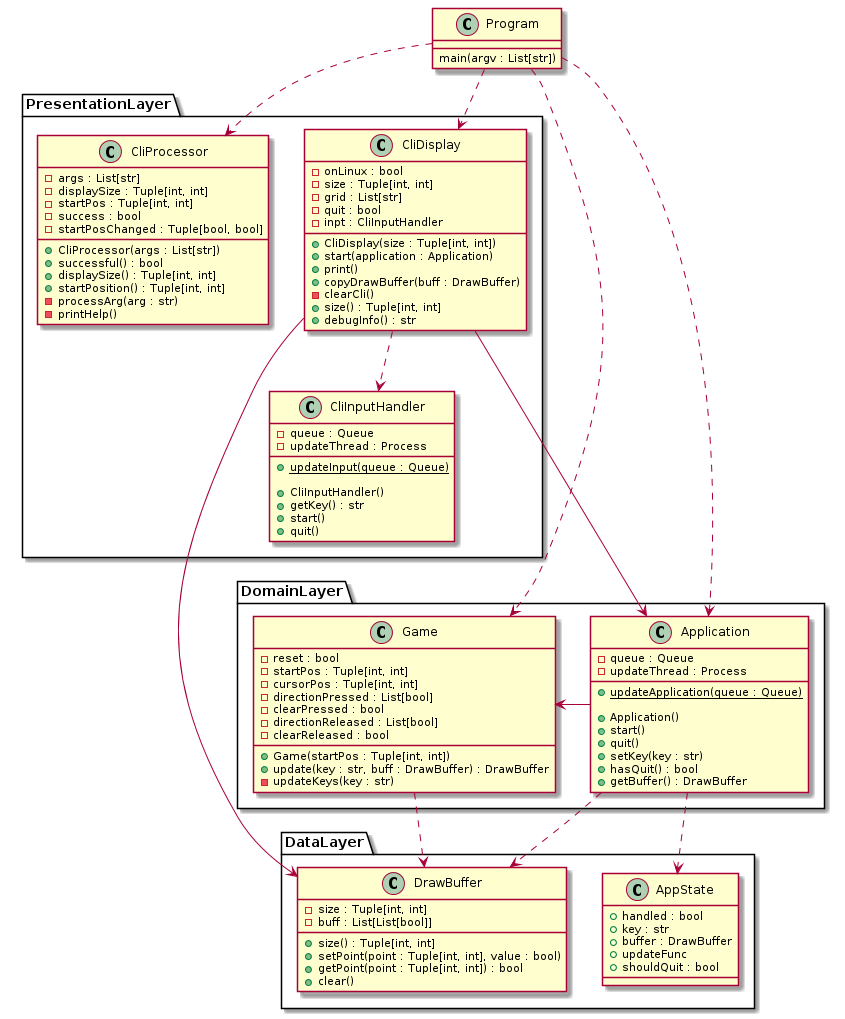 C Program
main(argv : List[str])
PresentationLayer
C CliProcessor
args : List[str]
displaySize : Tuple[int, int]
startPos : Tuple[int, int]
success : bool
startPosChanged : Tuple[bool, bool]
CliProcessor(args : List[str])
successful() : bool
displaySize() : Tuple[int, int]
startPosition() : Tuple[int, int]
processArg(arg : str)
printHelp()
C CliDisplay
onLinux : bool
size : Tuple[int, int]
grid : List[str]
quit : bool
inpt : CliInputHandler
CliDisplay(size : Tuple[int, int])
start(application : Application)
print()
copyDrawBuffer(buff : DrawBuffer)
clearCli()
size() : Tuple[int, int]
debugInfo() : str
C CliInputHandler
queue : Queue
updateThread : Process
updateInput(queue : Queue)
CliInputHandler()
getKey() : str
start()
quit()
DomainLayer
C Game
reset : bool
startPos : Tuple[int, int]
cursorPos : Tuple[int, int]
directionPressed : List[bool]
clearPressed : bool
directionReleased : List[bool]
clearReleased : bool
Game(startPos : Tuple[int, int])
update(key : str, buff : DrawBuffer) : DrawBuffer
updateKeys(key : str)
C Application
queue : Queue
updateThread : Process
updateApplication(queue : Queue)
Application()
start()
quit()
setKey(key : str)
hasQuit() : bool
getBuffer() : DrawBuffer
DataLayer
C DrawBuffer
size : Tuple[int, int]
buff : List[List[bool]]
size() : Tuple[int, int]
setPoint(point : Tuple[int, int], value : bool)
getPoint(point : Tuple[int, int]) : bool
clear()
C AppState
handled : bool
key : str
buffer : DrawBuffer
updateFunc
shouldQuit : bool